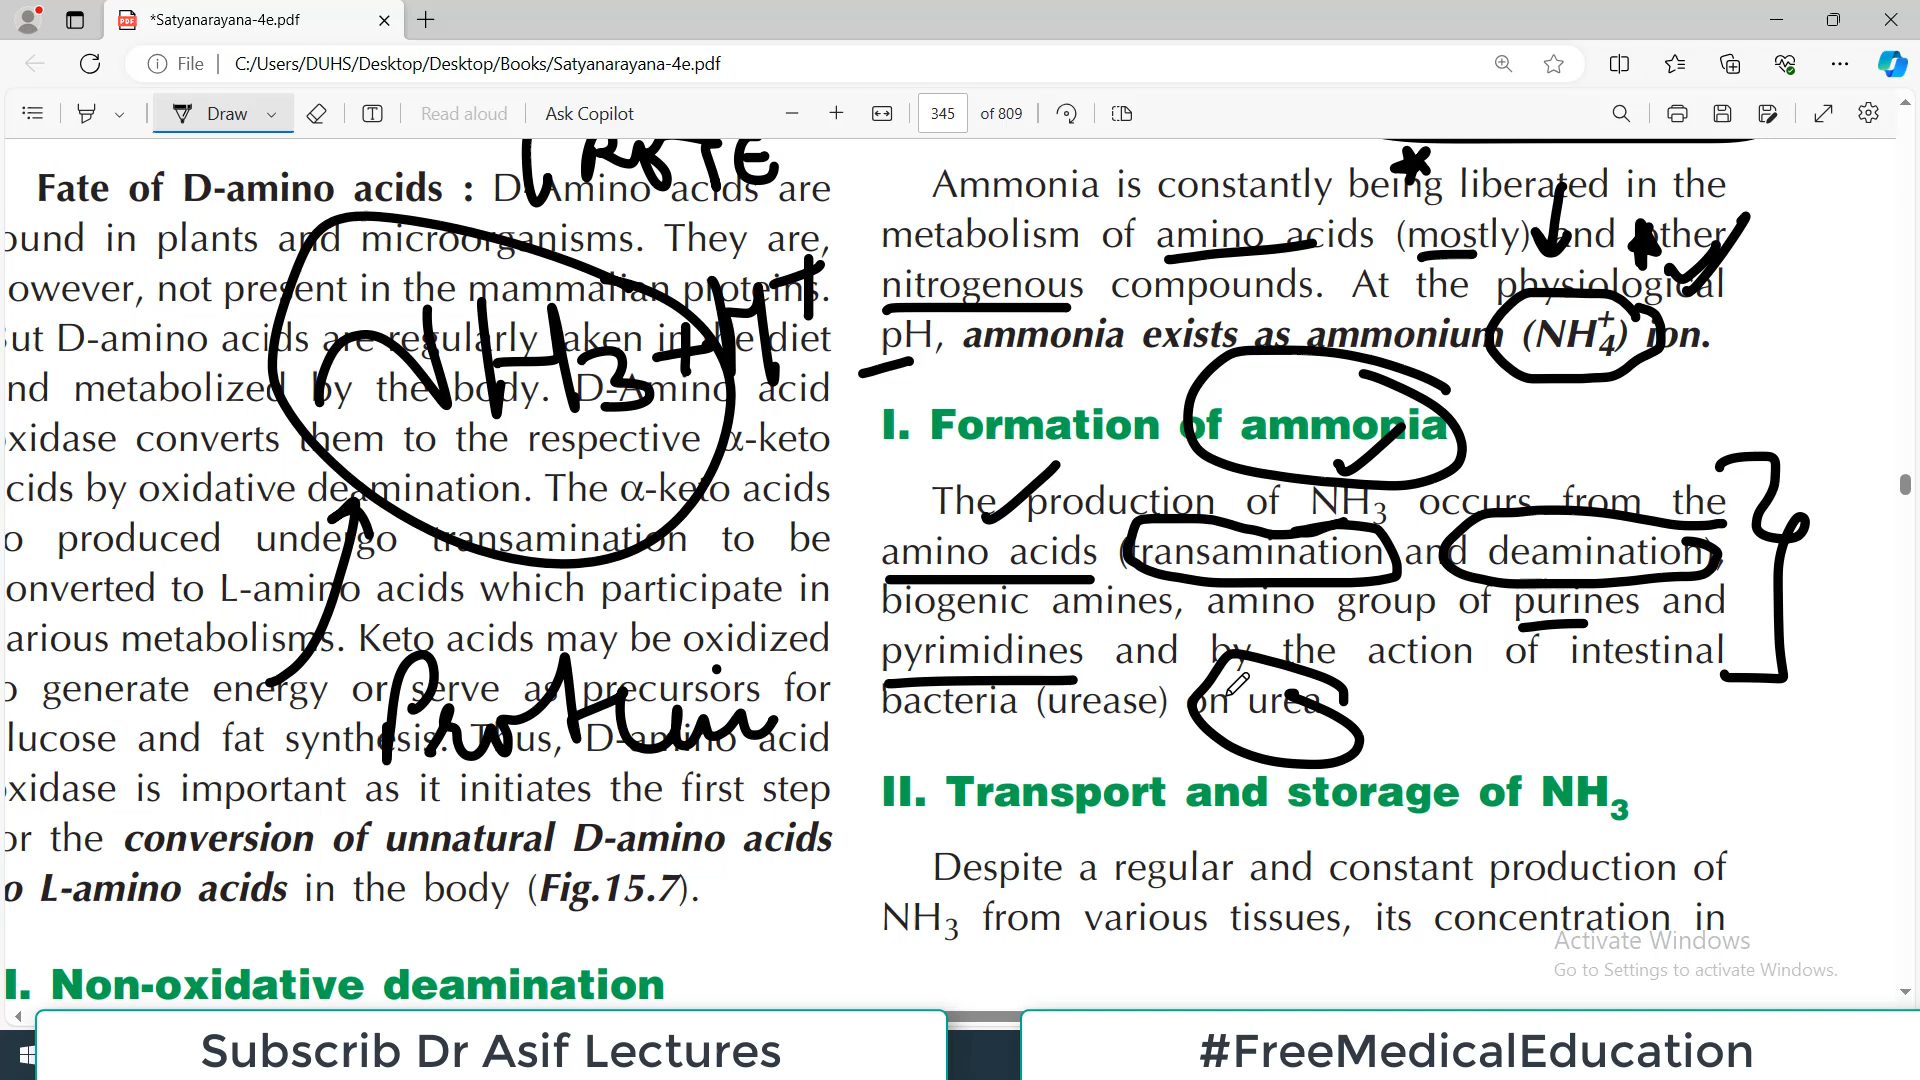 *Satyanarayana-4e.pdf
File
C:/Users/DUHS/Desktop/Desktop/Books/Satyanarayana-4e.pdf
Draw
Read aloud
Ask Copilot
345 of 809
Fate of D-amino acids : D-Amino acids are
ound in plants and microorganisms. They are,
owever, not present in the mammalian proteins.
ut D-amino acids are regularly taken in the diet
nd metabolized by the body. D-Amino acid
xidase converts them to the respective α-keto
cids by oxidative deamination. The α-keto acids
o produced undergo transamination to be
onverted to L-amino acids which participate in
arious metabolisms. Keto acids may be oxidized
o generate energy or serve as precursors for
lucose and fat synthesis. Thus, D-amino acid
xidase is important as it initiates the first step
or the conversion of unnatural D-amino acids
o L-amino acids in the body (Fig.15.7).
I. Non-oxidative deamination
NH3+H+
Protein
Ammonia is constantly being liberated in the
metabolism of amino acids (mostly) and other
nitrogenous compounds. At the physiological
pH, ammonia exists as ammonium (NH4+) ion.
I. Formation of ammonia
The production of NH3 occurs from the
amino acids (transamination and deamination),
biogenic amines, amino group of purines and
pyrimidines and by the action of intestinal
bacteria (urease) on urea.
II. Transport and storage of NH3
Despite a regular and constant production of
NH3 from various tissues, its concentration in
Activate Windows
Go to Settings to activate Windows.
Subscrib Dr Asif Lectures
#FreeMedicalEducation